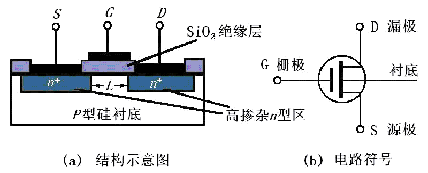 S G D
SiO₂绝缘层
n⁺ L n⁺
P型硅衬底
高掺杂n型区
(a) 结构示意图
D 漏极
G 栅极
衬底
S 源极
(b) 电路符号